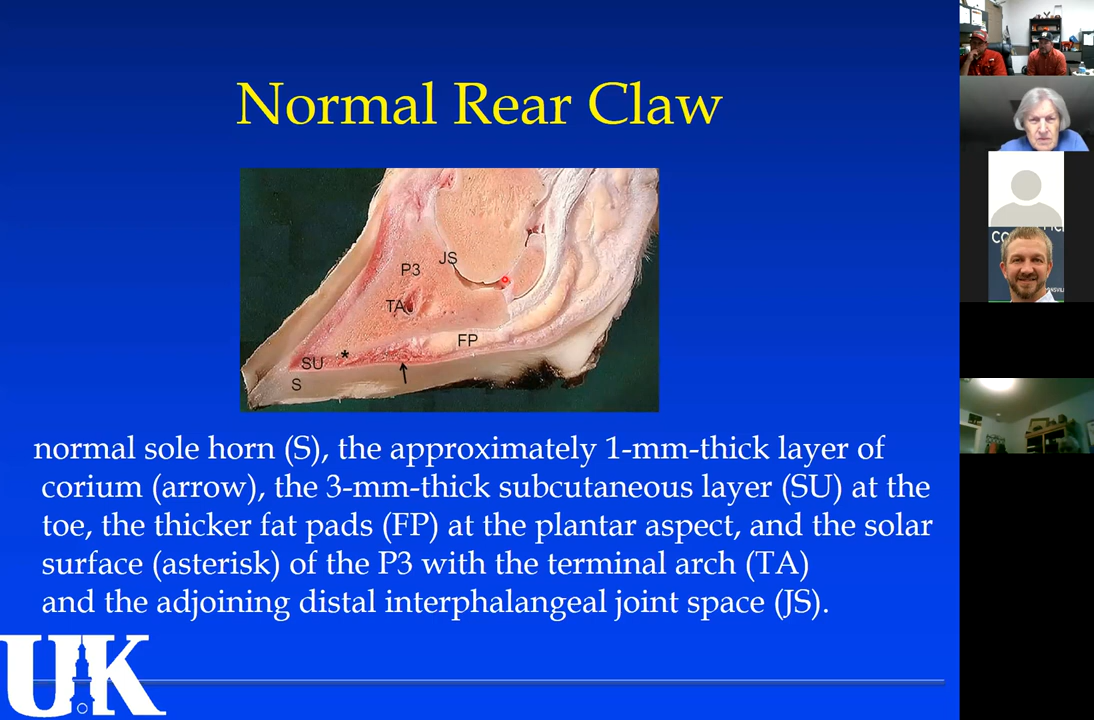 Normal Rear Claw
JS
P3
TA
FP
*
SU
S
normal sole horn (S), the approximately 1-mm-thick layer of
corium (arrow), the 3-mm-thick subcutaneous layer (SU) at the
toe, the thicker fat pads (FP) at the plantar aspect, and the solar
surface (asterisk) of the P3 with the terminal arch (TA)
and the adjoining distal interphalangeal joint space (JS).
UK